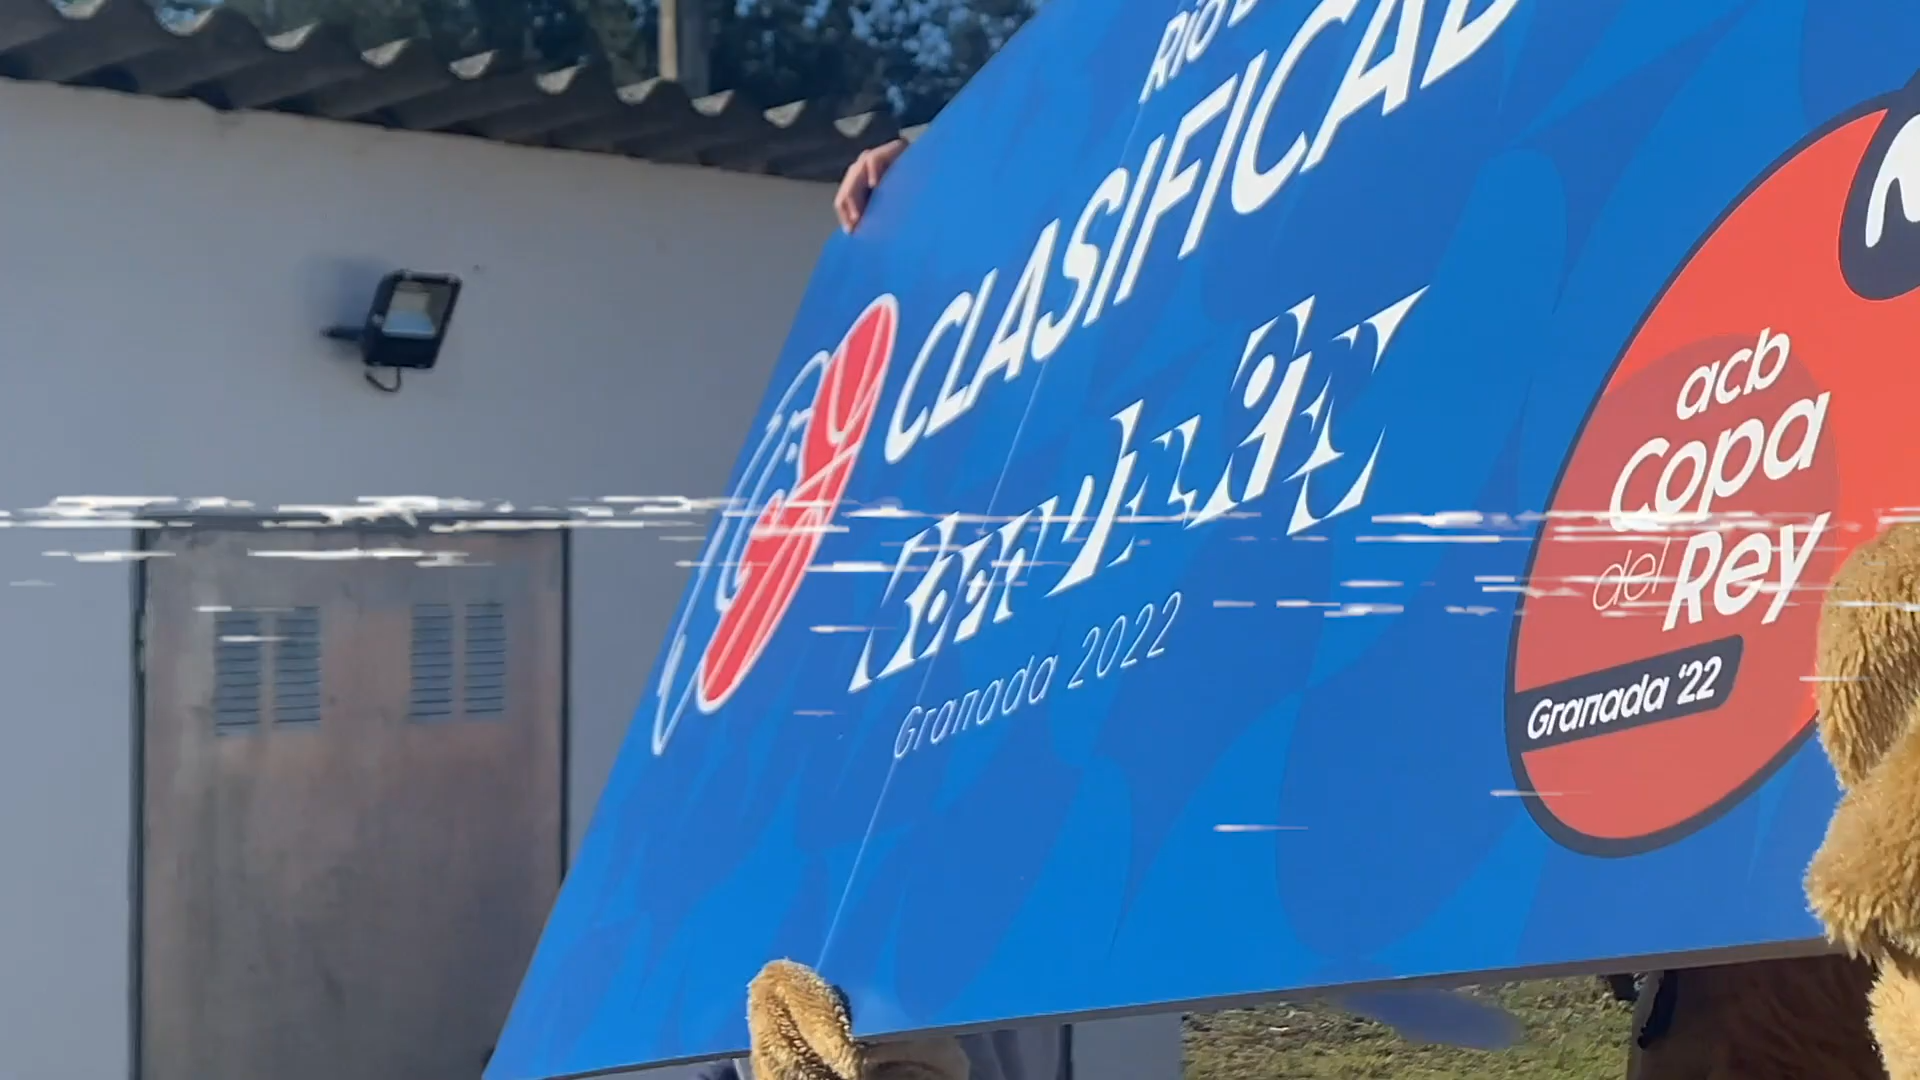 CLASIFICAD
Granada 2022
acb
Copa
del Rey
Granada '22